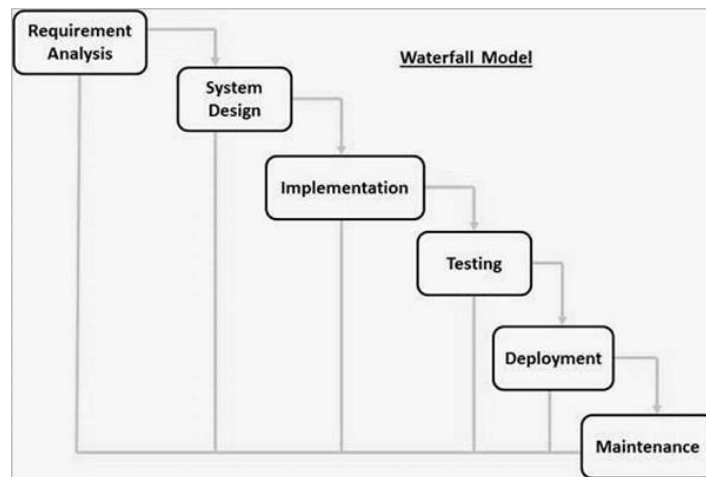 Requirement
Analysis
Waterfall Model
System
Design
Implementation
Testing
Deployment
Maintenance